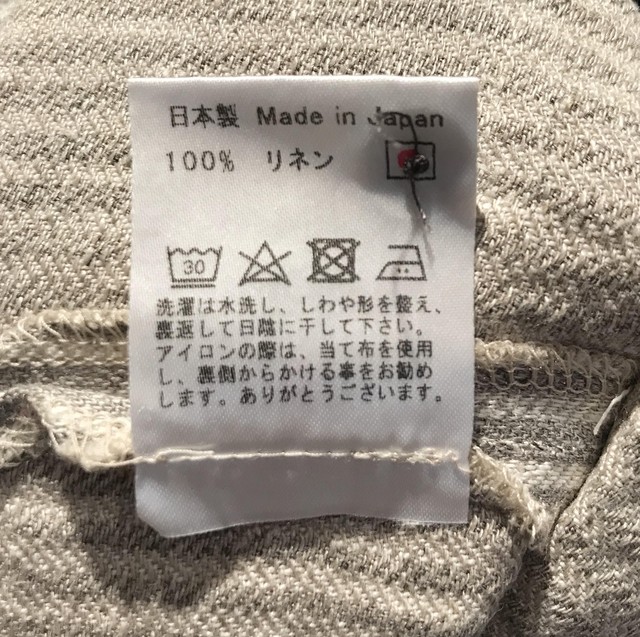 日本製 Made in Japan
100% リネン
30
洗濯は水洗し、しわや形を整え、
裏返して日陰に干して下さい。
アイロンの際は、当て布を使用
し、裏側からかける事をお勧め
します。ありがとうございます。